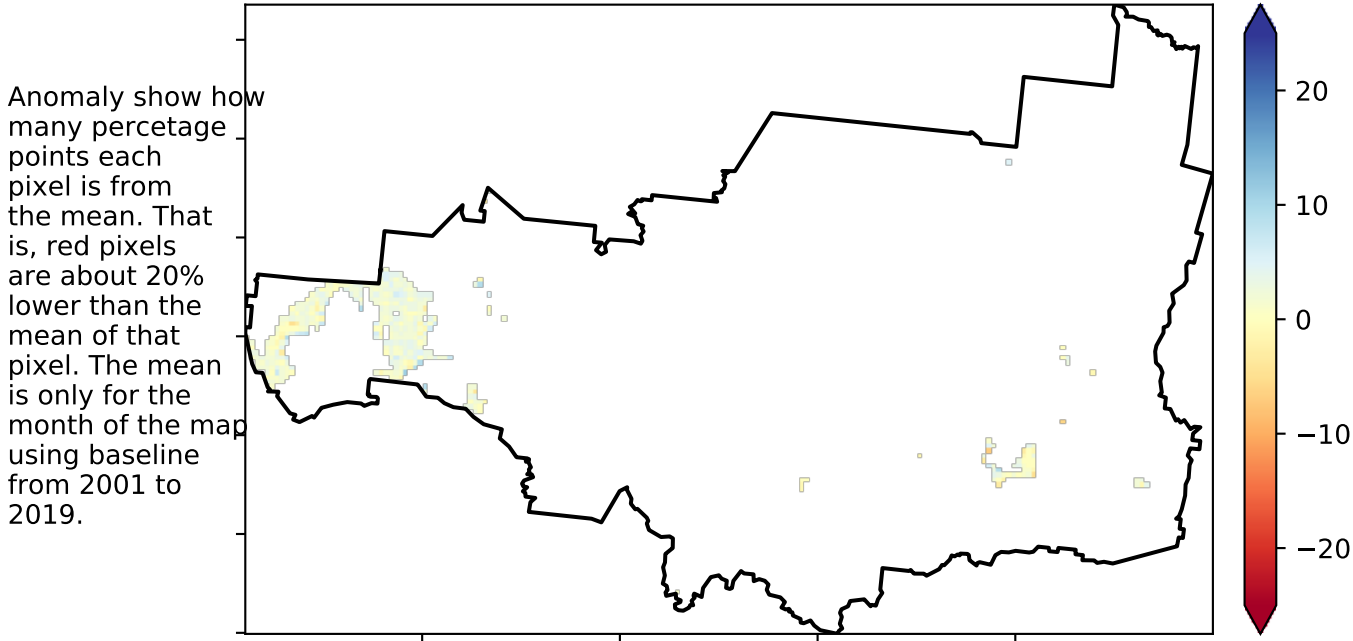 Anomaly show how
many percetage
points each
pixel is from
the mean. That
is, red pixels
are about 20%
lower than the
mean of that
pixel. The mean
is only for the
month of the map
using baseline
from 2001 to
2019.
20
10
0
−10
−20